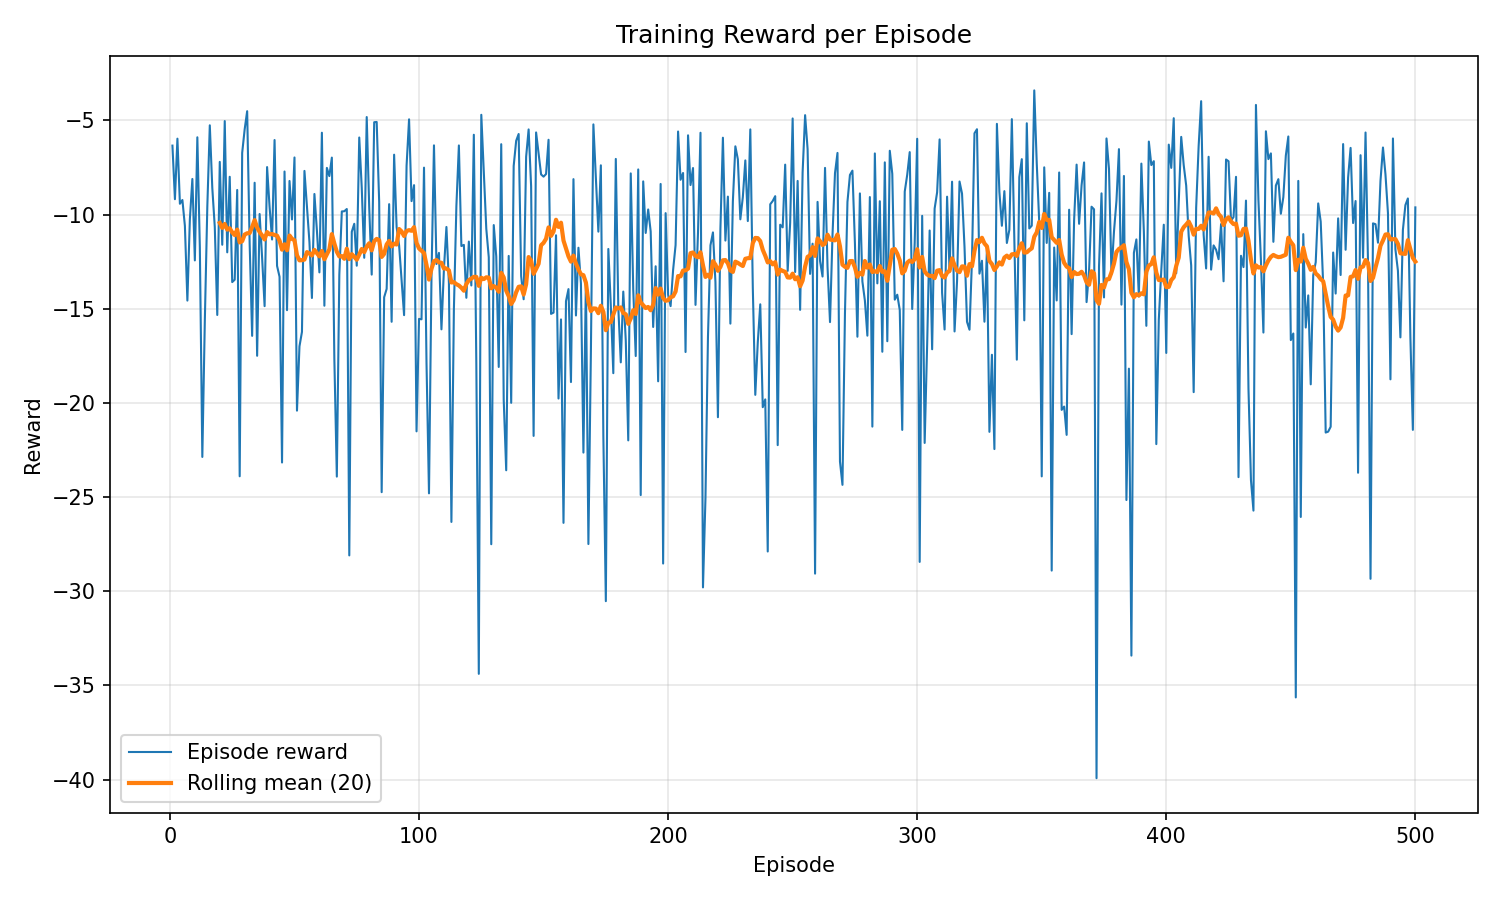 Training Reward per Episode
−5
−10
−15
−20
−25
−30
−35
−40
Reward
Episode reward
Rolling mean (20)
0
100
200
300
400
500
Episode